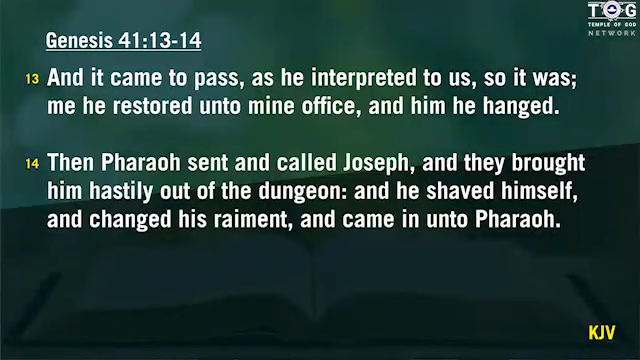 TOG
TEMPLE OF GOD
NETWORK
Genesis 41:13-14
13 And it came to pass, as he interpreted to us, so it was;
me he restored unto mine office, and him he hanged.
14 Then Pharaoh sent and called Joseph, and they brought
him hastily out of the dungeon: and he shaved himself,
and changed his raiment, and came in unto Pharaoh.
KJV